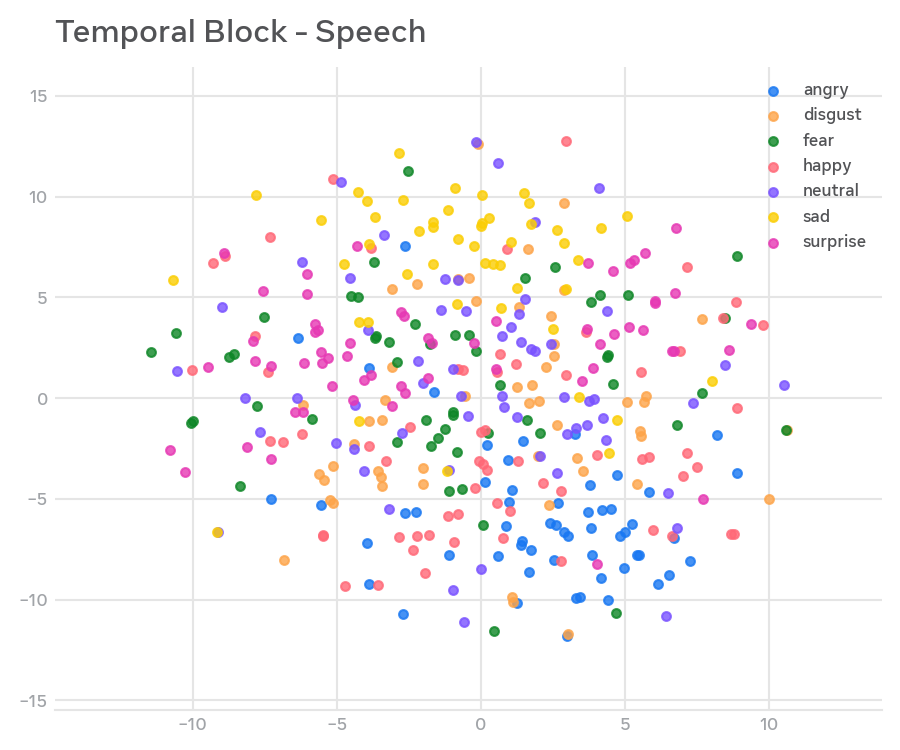 Temporal Block - Speech
15
10
5
0
−5
−10
−15
−10
−5
0
5
10
angry
disgust
fear
happy
neutral
sad
surprise